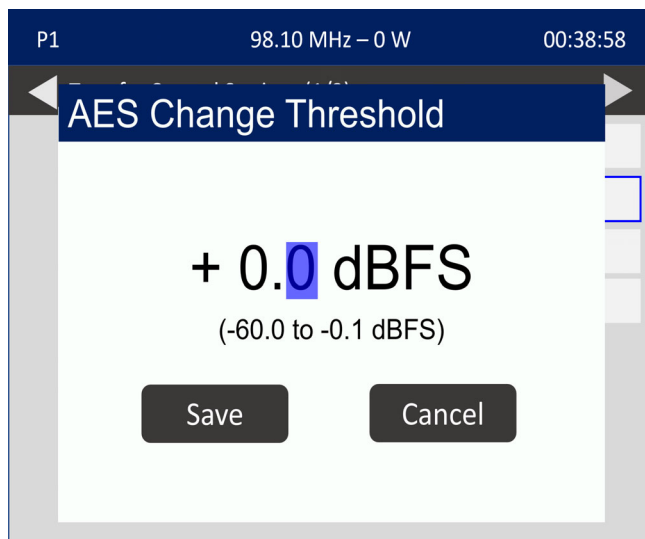 P1 98.10 MHz – 0 W 00:38:58
AES Change Threshold
+ 0.0 dBFS
(-60.0 to -0.1 dBFS)
Save Cancel